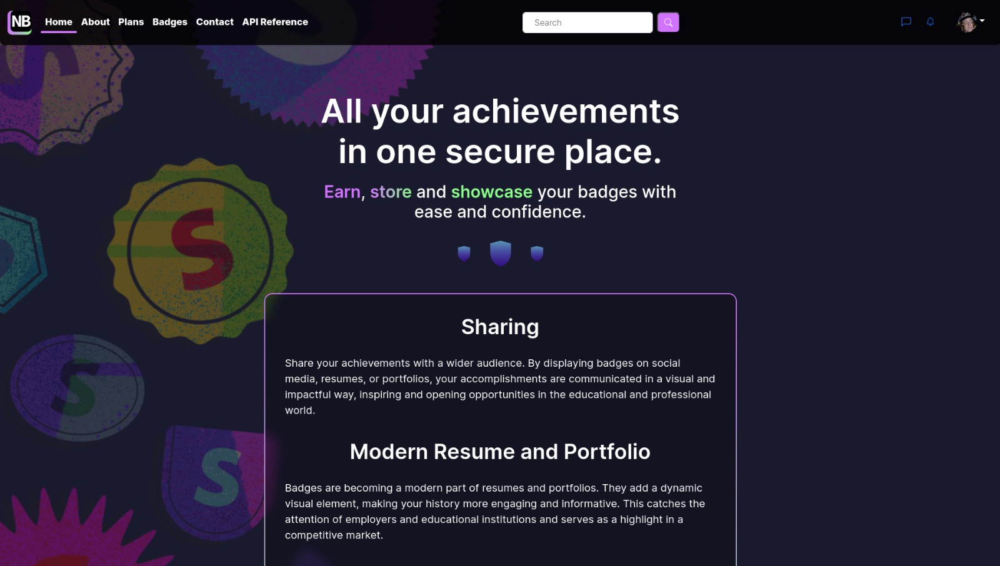 NB Home About Plans Badges Contact API Reference Search
All your achievements
in one secure place.
Earn, store and showcase your badges with
ease and confidence.
S
S
S
S
Sharing
Share your achievements with a wider audience. By displaying badges on social
media, resumes, or portfolios, your accomplishments are communicated in a visual and
impactful way, inspiring and opening opportunities in the educational and professional
world.
Modern Resume and Portfolio
Badges are becoming a modern part of resumes and portfolios. They add a dynamic
visual element, making your history more engaging and informative. This catches the
attention of employers and educational institutions and serves as a highlight in a
competitive market.